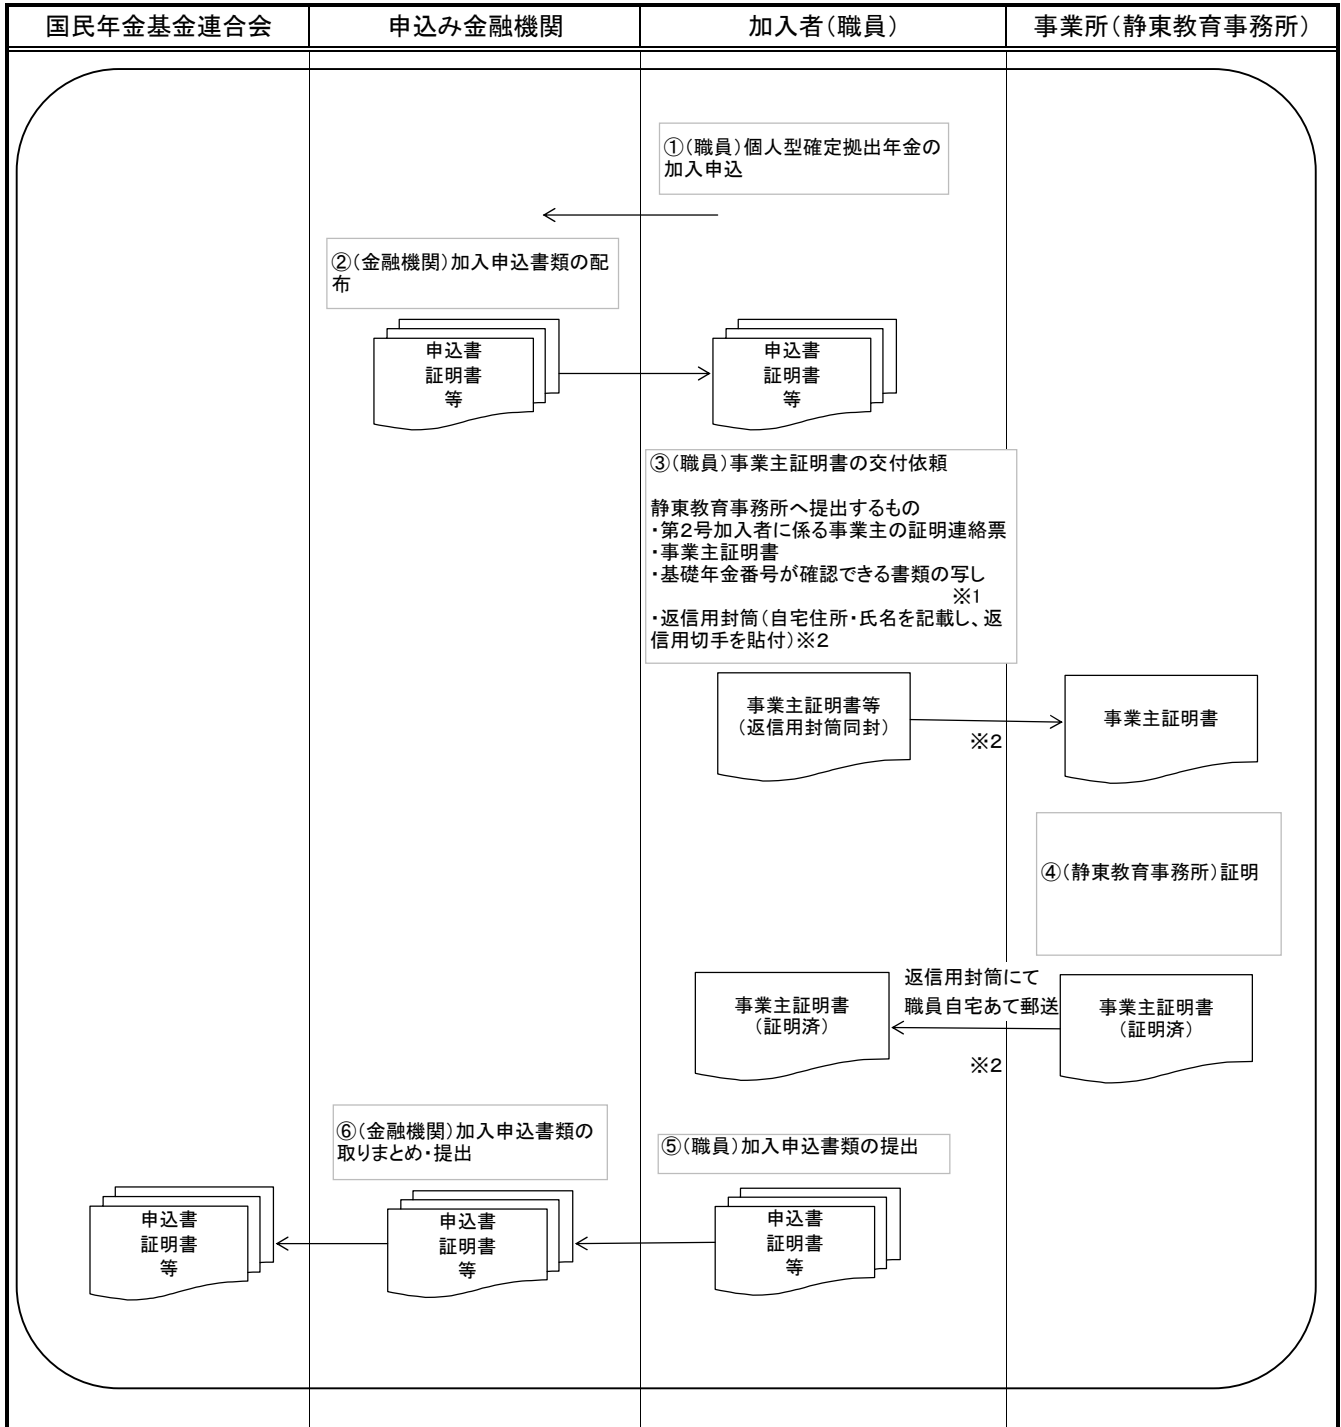 国民年金基金連合会
申込み金融機関
加入者(職員)
事業所(静東教育事務所)
①(職員)個人型確定拠出年金の
加入申込
②(金融機関)加入申込書類の配
布
申込書
証明書
等
申込書
証明書
等
③(職員)事業主証明書の交付依頼
静東教育事務所へ提出するもの
・第2号加入者に係る事業主の証明連絡票
・事業主証明書
・基礎年金番号が確認できる書類の写し
※1
・返信用封筒(自宅住所・氏名を記載し、返
信用切手を貼付)※2
事業主証明書等
(返信用封筒同封)
※2
事業主証明書
④(静東教育事務所)証明
事業主証明書
(証明済)
返信用封筒にて
職員自宅あて郵送
※2
事業主証明書
(証明済)
⑥(金融機関)加入申込書類の
取りまとめ・提出
⑤(職員)加入申込書類の提出
申込書
証明書
等
申込書
証明書
等
申込書
証明書
等